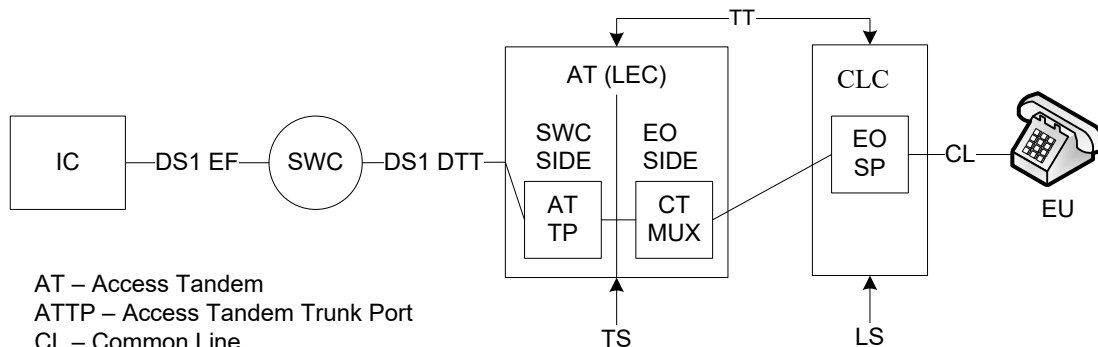 TT
AT (LEC)
CLC
SWC SIDE
EO SIDE
IC
DS1 EF
SWC
DS1 DTT
AT TP
CT MUX
EO SP
CL
EU
AT – Access Tandem
ATTP – Access Tandem Trunk Port
CL – Common Line
TS
LS